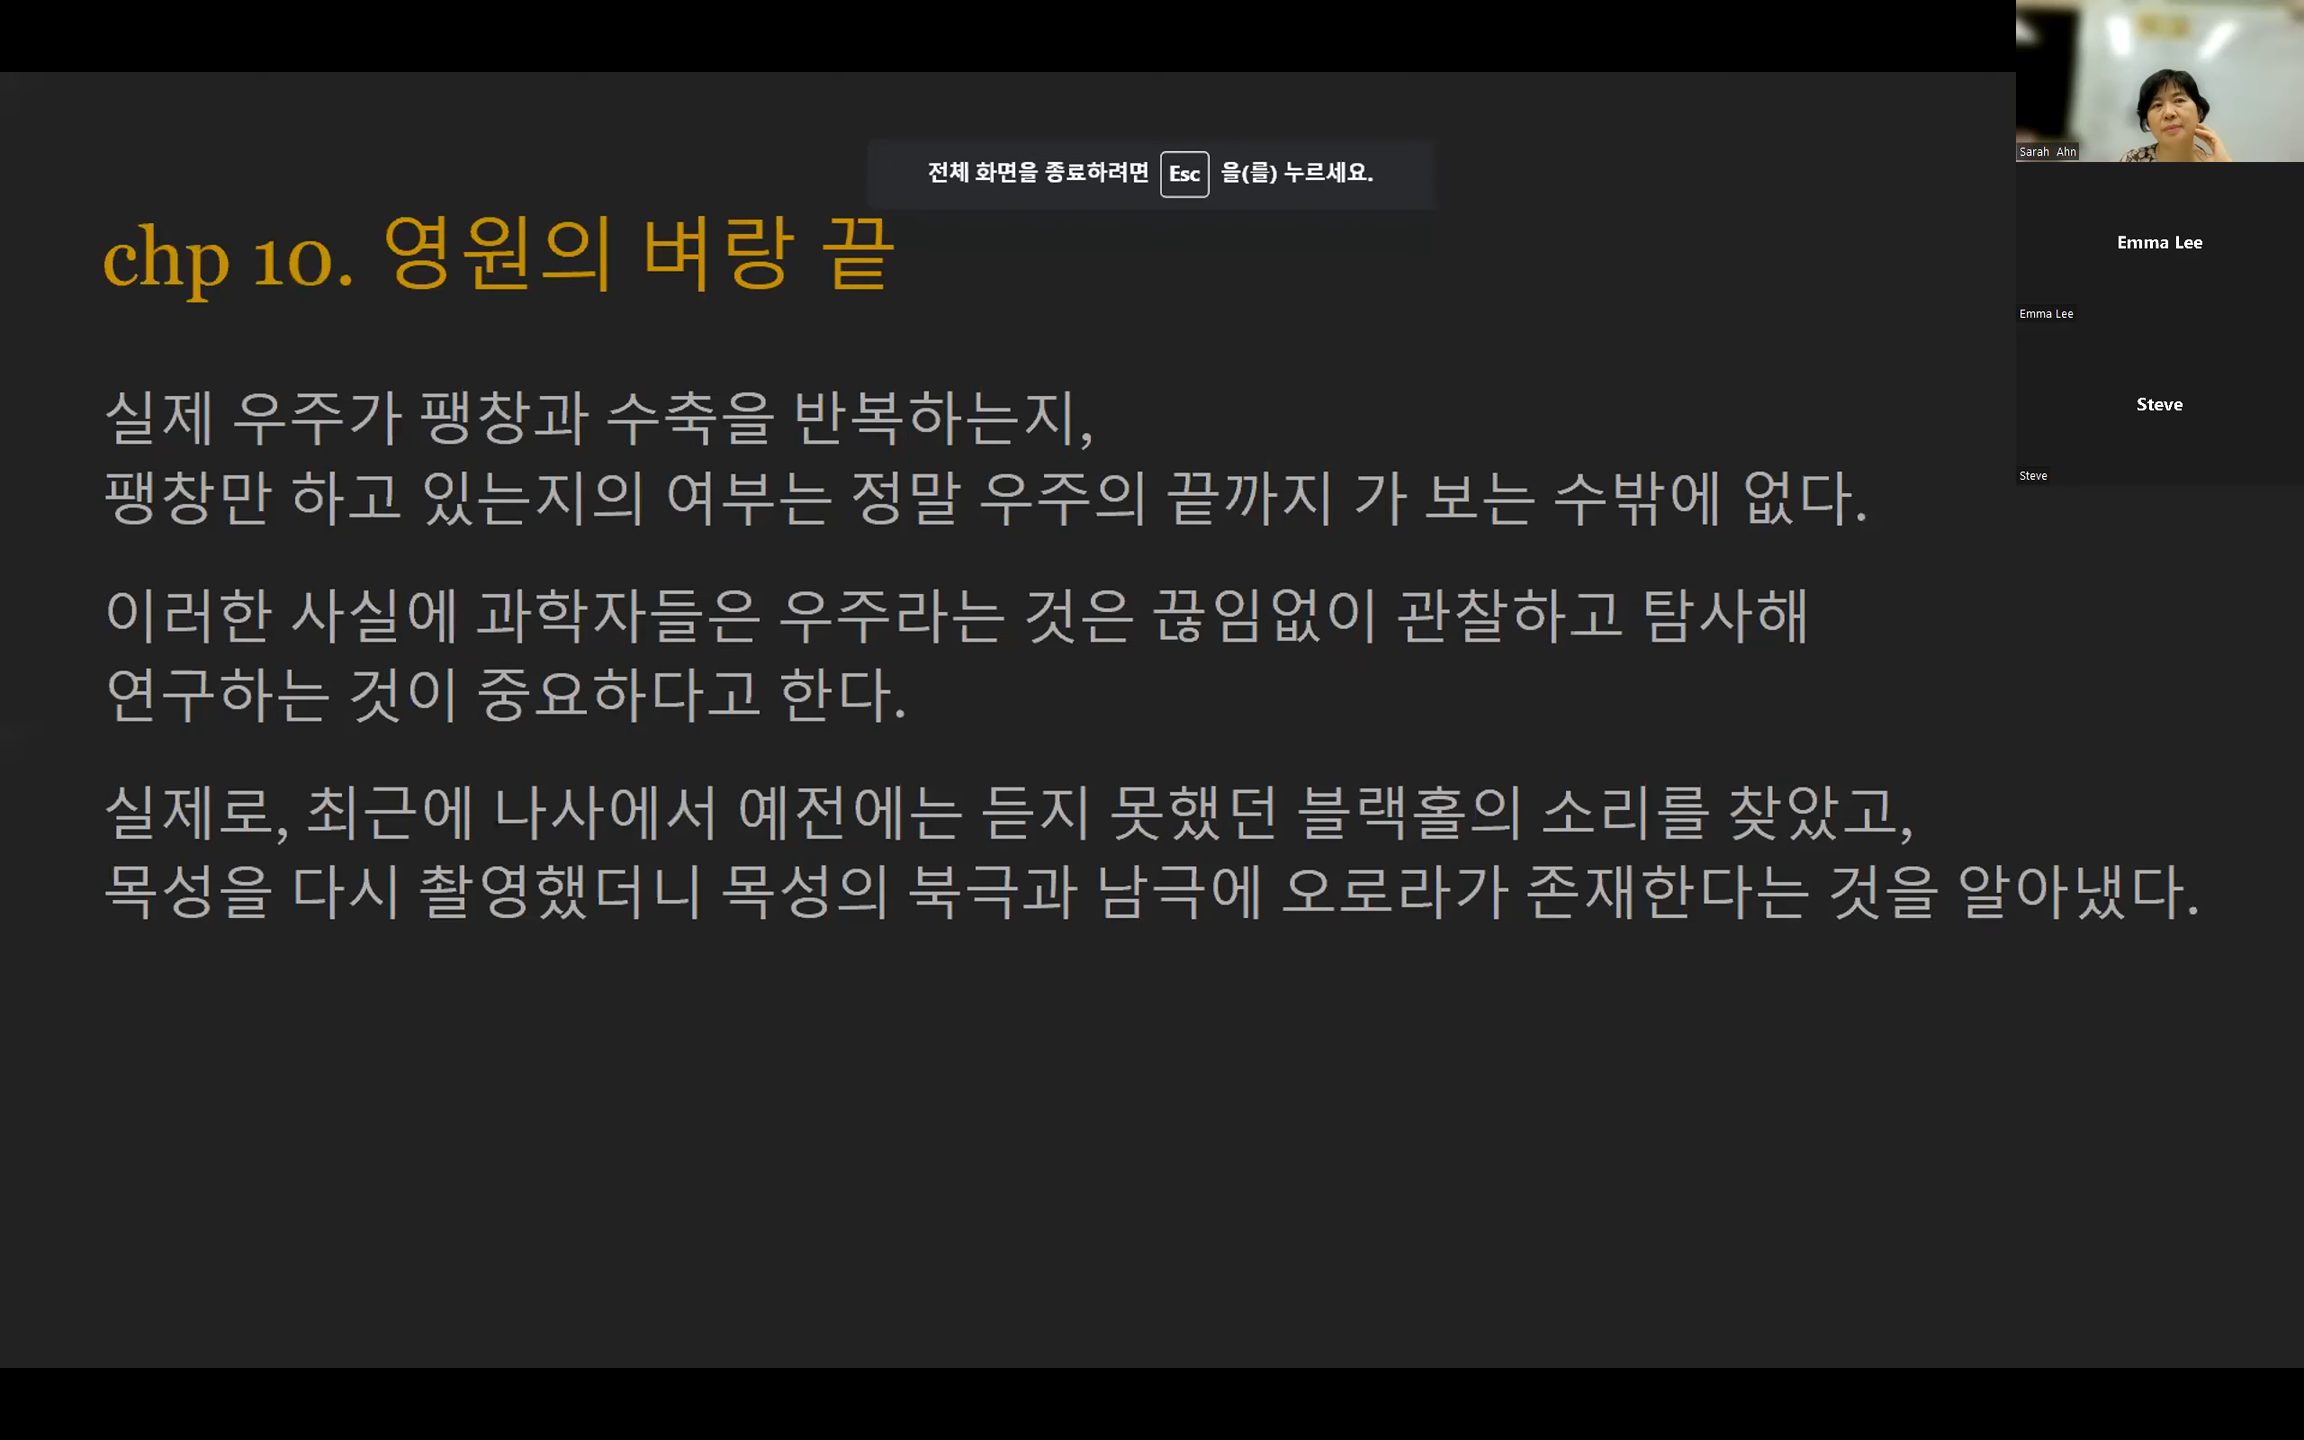 전체 화면을 종료하려면 Esc 을(를) 누르세요.
chp 10. 영원의 벼랑 끝
실제 우주가 팽창과 수축을 반복하는지,
팽창만 하고 있는지의 여부는 정말 우주의 끝까지 가 보는 수밖에 없다.
이러한 사실에 과학자들은 우주라는 것은 끊임없이 관찰하고 탐사해
연구하는 것이 중요하다고 한다.
실제로, 최근에 나사에서 예전에는 듣지 못했던 블랙홀의 소리를 찾았고,
목성을 다시 촬영했더니 목성의 북극과 남극에 오로라가 존재한다는 것을 알아냈다.
Sarah Ahn
Emma Lee
Emma Lee
Steve
Steve